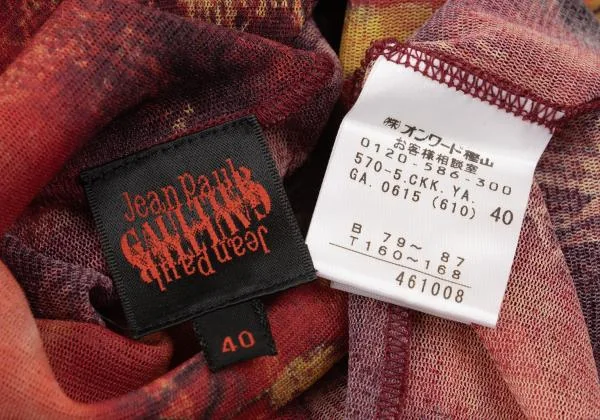 Jean Paul
GAULTIER
Jean Paul
40
㈱オンワード樫山
お客様相談室
0120-586-300
570-5.CKK.YA.
GA. 0615 (610) 40
B 79~ 87
T160~168
461008